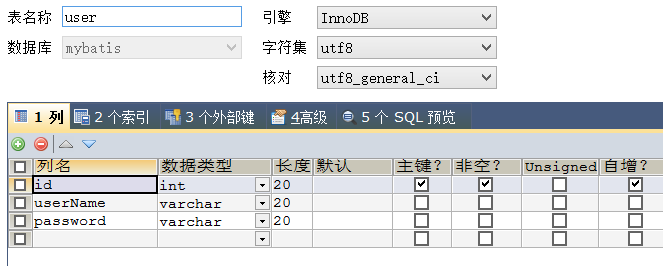 表名称 user 引擎 InnoDB
数据库 mybatis 字符集 utf8
核对 utf8_general_ci
1 列 2 个索引 3 个外部键 4高级 5 个 SQL 预览
列名 数据类型 长度 默认 主键? 非空? Unsigned 自增?
id int 20
userName varchar 20
password varchar 20